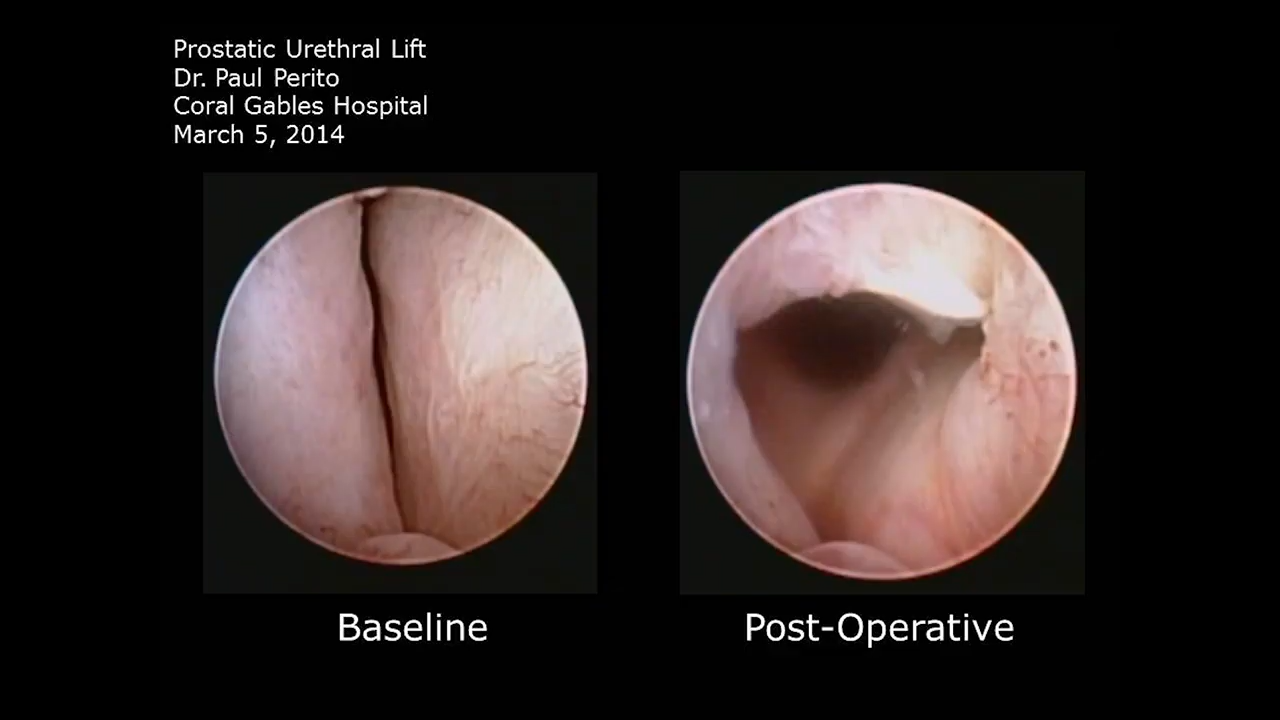 Prostatic Urethral Lift
Dr. Paul Perito
Coral Gables Hospital
March 5, 2014
Baseline
Post-Operative